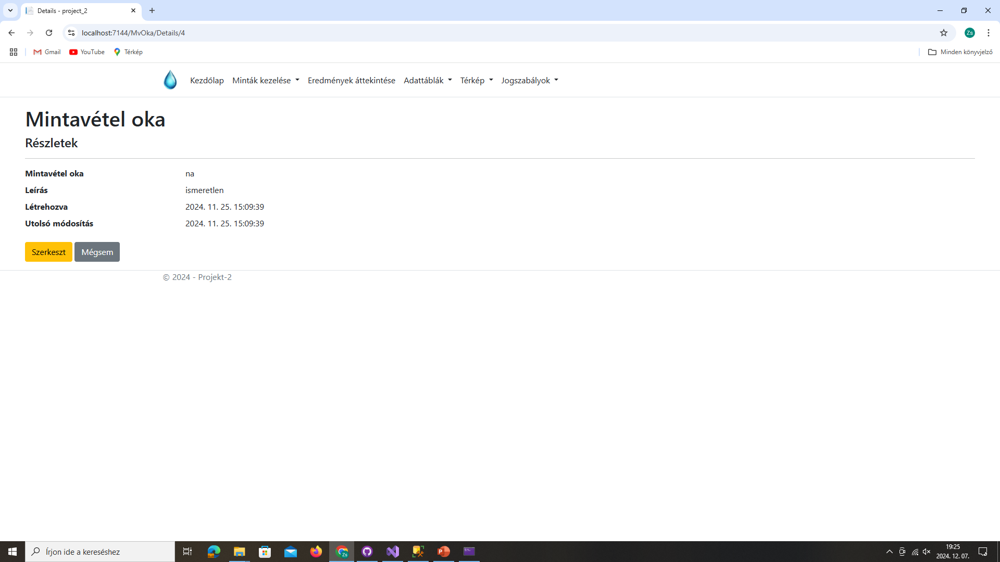 Details - project_2
localhost:7144/MvOka/Details/4
Zs
Gmail YouTube Térkép Minden könyvjelző
Kezdőlap Minták kezelése Eredmények áttekintése Adattáblák Térkép Jogszabályok
Mintavétel oka
Részletek
Mintavétel oka na
Leírás ismeretlen
Létrehozva 2024. 11. 25. 15:09:39
Utolsó módosítás 2024. 11. 25. 15:09:39
Szerkeszt Mégsem
© 2024 - Projekt-2
Írjon ide a kereséshez
19:25
2024. 12. 07.